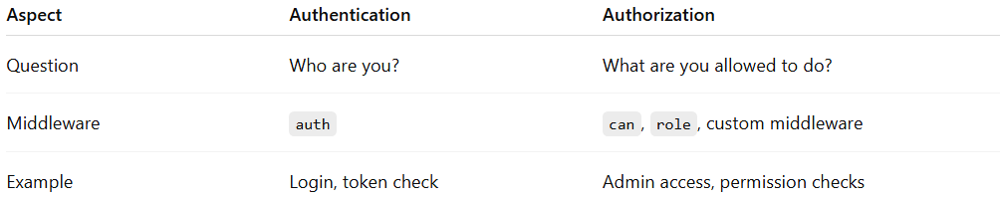 Aspect Authentication Authorization
Question Who are you? What are you allowed to do?
Middleware auth can, role, custom middleware
Example Login, token check Admin access, permission checks